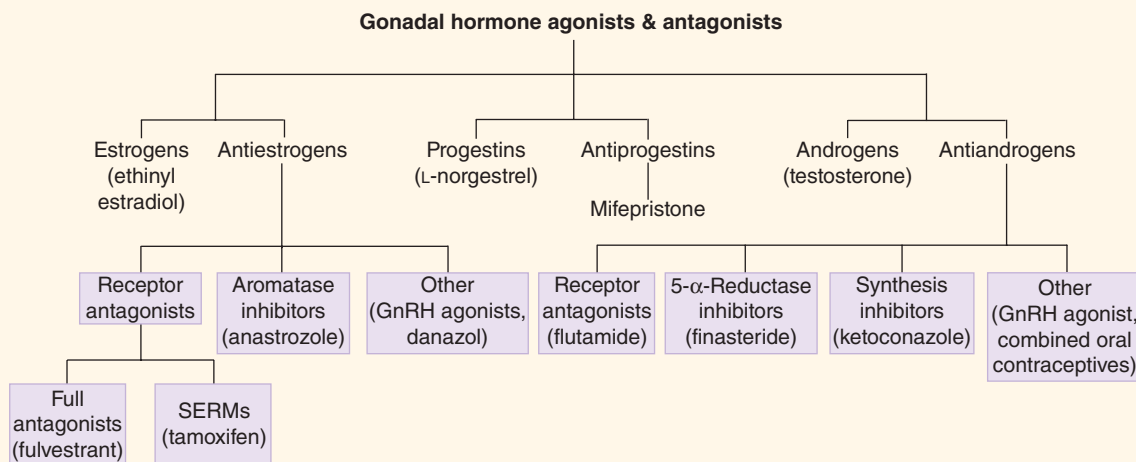 Gonadal hormone agonists & antagonists
Estrogens
(ethinyl
estradiol)
Antiestrogens
Progestins
(L-norgestrel)
Antiprogestins
Mifepristone
Androgens
(testosterone)
Antiandrogens
Receptor
antagonists
Aromatase
inhibitors
(anastrozole)
Other
(GnRH agonists,
danazol)
Receptor
antagonists
(flutamide)
5-α-Reductase
inhibitors
(finasteride)
Synthesis
inhibitors
(ketoconazole)
Other
(GnRH agonist,
combined oral
contraceptives)
Full
antagonists
(fulvestrant)
SERMs
(tamoxifen)